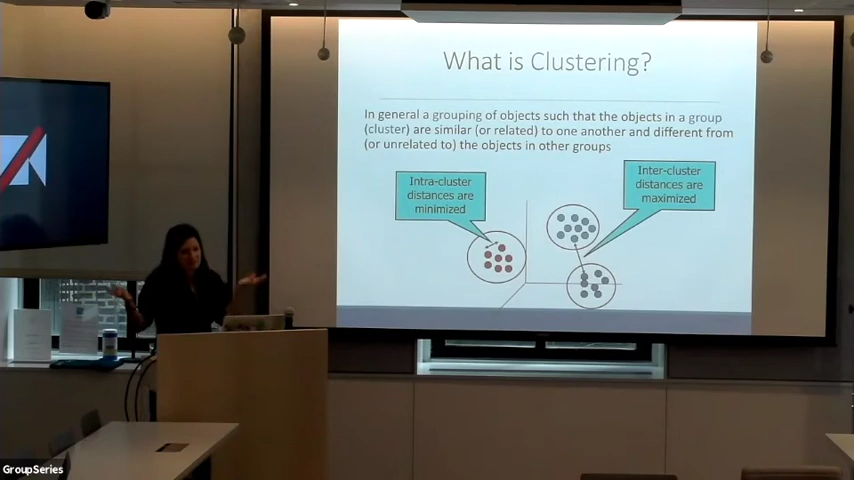 What is Clustering?
In general a grouping of objects such that the objects in a group
(cluster) are similar (or related) to one another and different from
(or unrelated to) the objects in other groups
Intra-cluster
distances are
minimized
Inter-cluster
distances are
maximized
GroupSeries